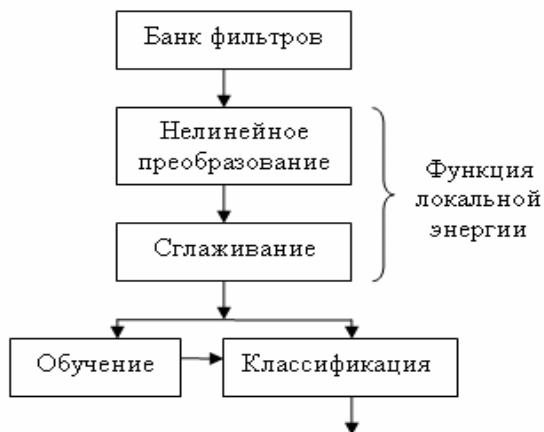 Банк фильтров
Нелинейное
преобразование
Функция
локальной
энергии
Сглаживание
Обучение
Классификация